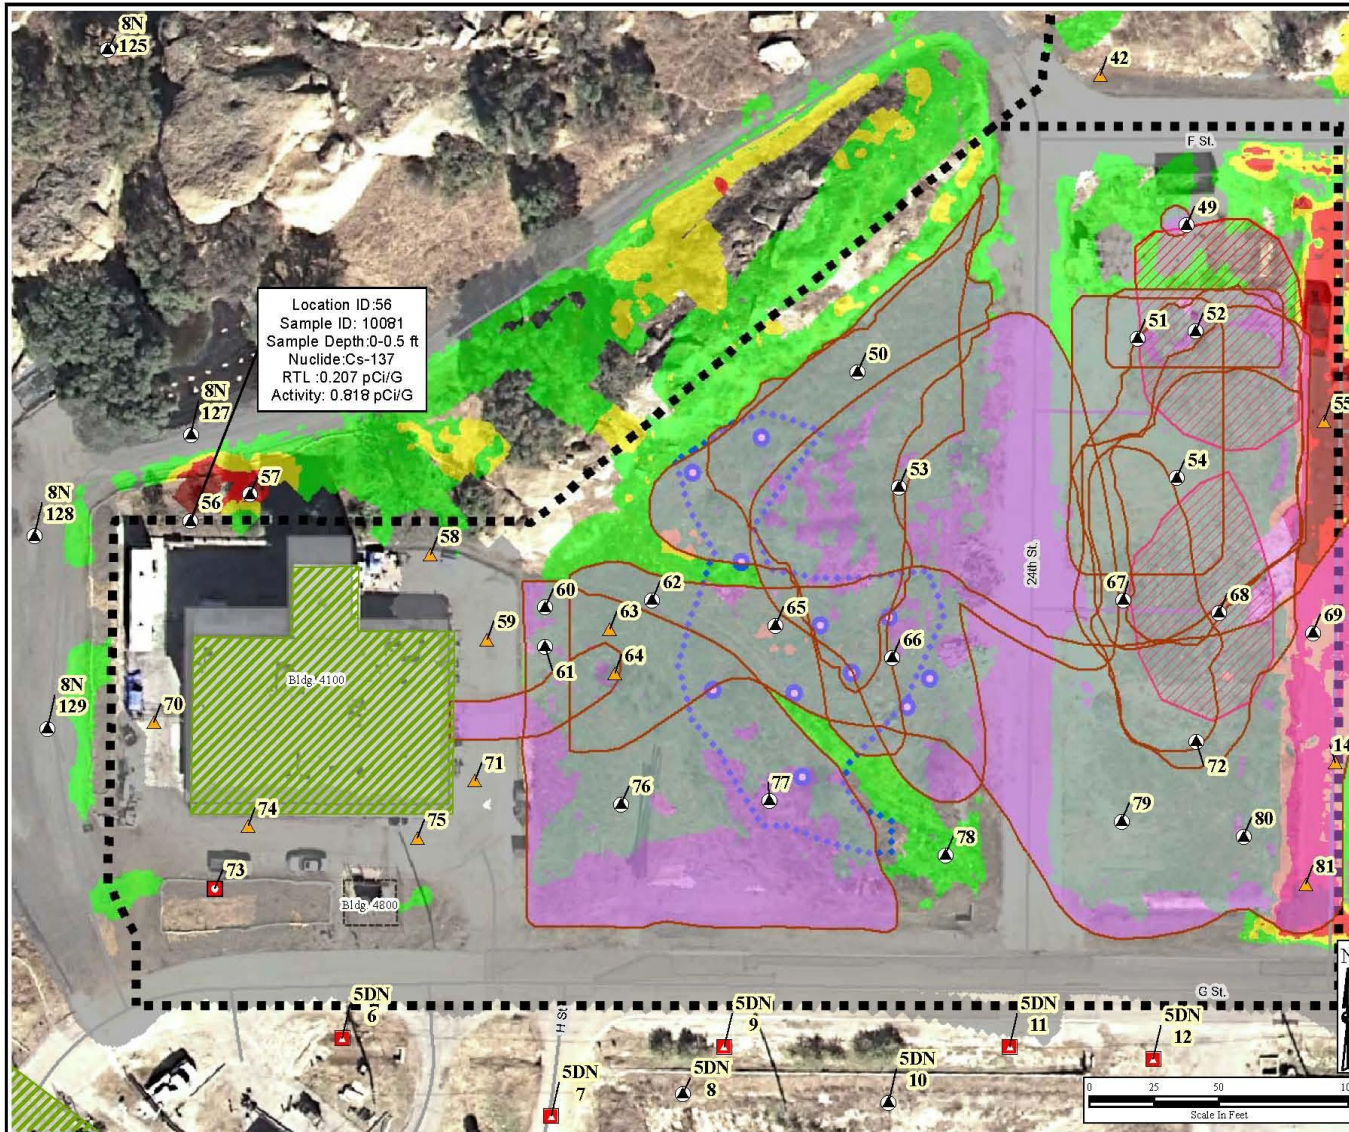 8N
125
42
F St.
49
Location ID:56
Sample ID: 10081
Sample Depth:0-0.5 ft
Nuclide:Cs-137
RTL :0.207 pCi/G
Activity: 0.818 pCi/G
51
52
50
8N
127
55
57
54
53
8N
128
56
58
24th St.
60
62
67
68
59
63
65
69
61
64
66
Bldg. 4100
8N
129
70
14
71
72
76
77
74
75
79
80
78
73
81
Bldg. 4800
N
G St.
5DN
6
H St.
5DN
9
5DN
11
5DN
12
5DN
7
5DN
8
5DN
10
0 25 50 10
Scale In Feet